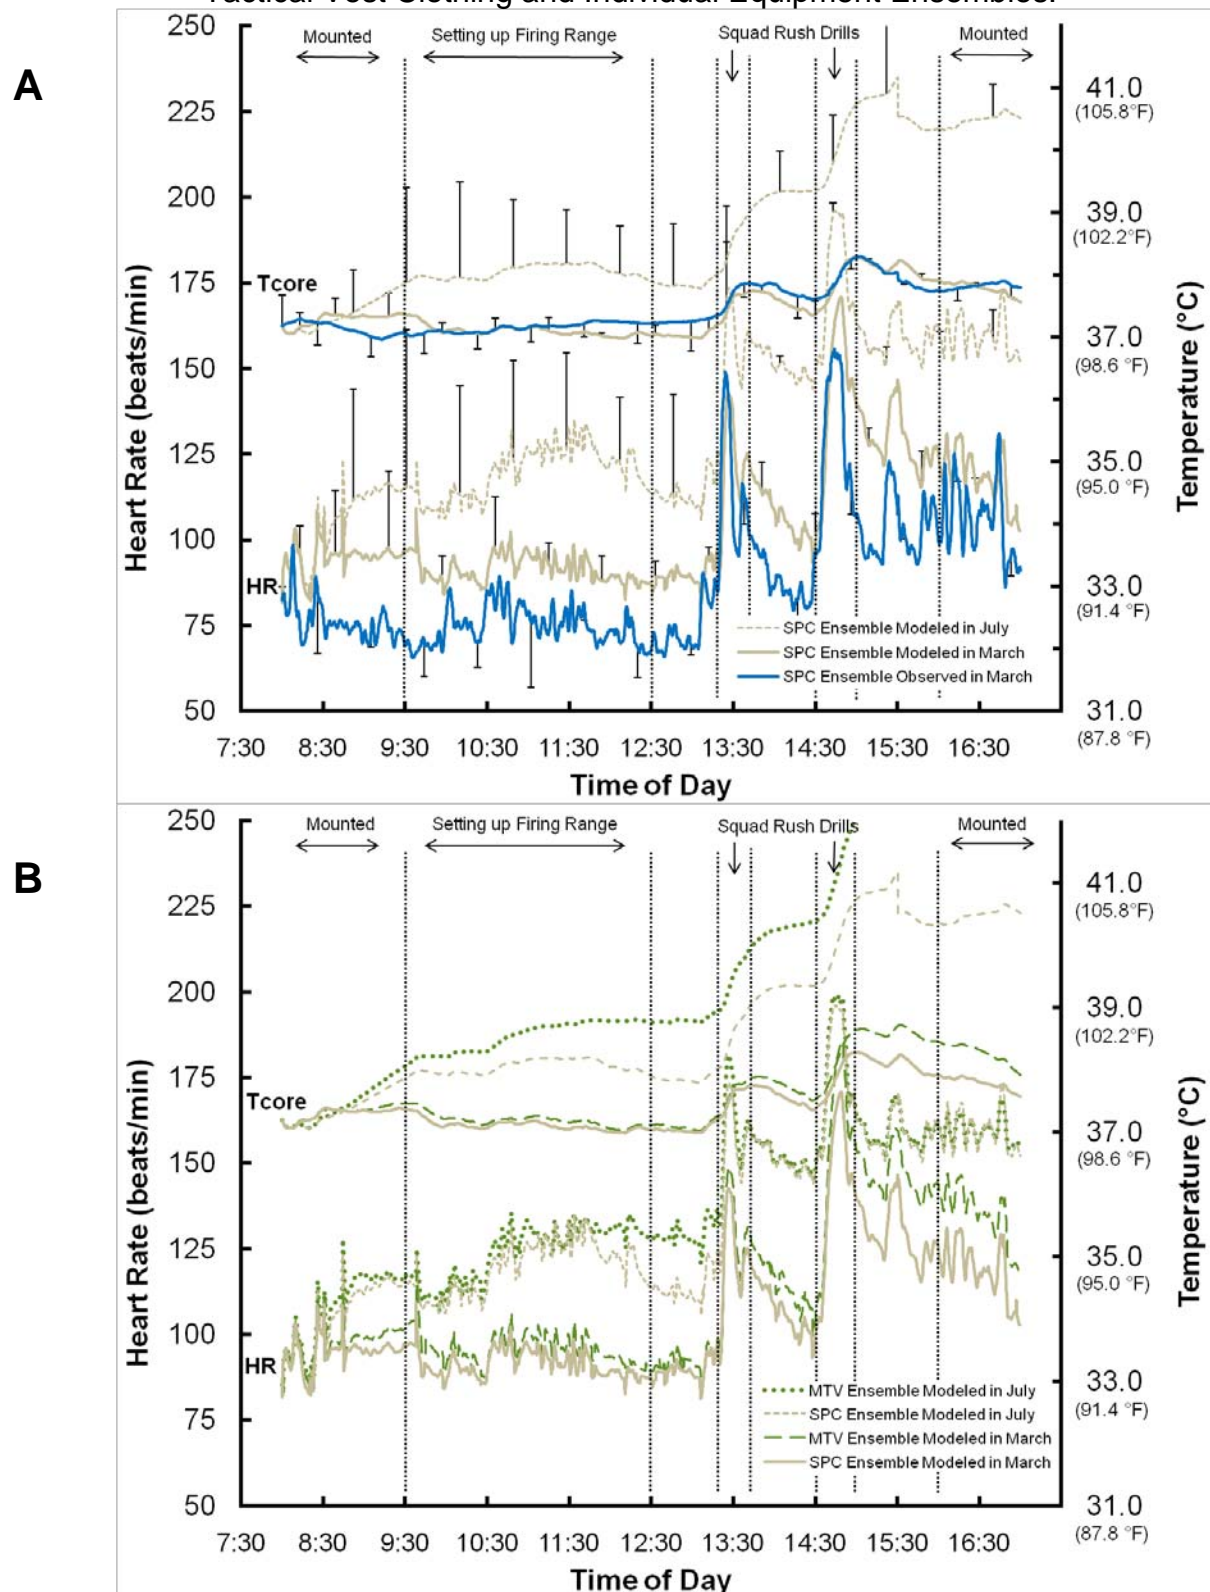 Tactical Vest Clothing and Individual Equipment Ensembles.
A
250
225
200
175
150
125
100
75
50
Heart Rate (beats/min)
Mounted
Setting up Firing Range
Squad Rush Drills
Mounted
Tcore
HR
41.0
(105.8°F)
39.0
(102.2°F)
37.0
(98.6 °F)
35.0
(95.0 °F)
33.0
(91.4 °F)
31.0
(87.8 °F)
Temperature (°C)
SPC Ensemble Modeled in July
SPC Ensemble Modeled in March
SPC Ensemble Observed in March
7:30 8:30 9:30 10:30 11:30 12:30 13:30 14:30 15:30 16:30
Time of Day
B
250
225
200
175
150
125
100
75
50
Heart Rate (beats/min)
Mounted
Setting up Firing Range
Squad Rush Drills
Mounted
Tcore
HR
41.0
(105.8°F)
39.0
(102.2°F)
37.0
(98.6 °F)
35.0
(95.0 °F)
33.0
(91.4 °F)
31.0
(87.8 °F)
Temperature (°C)
MTV Ensemble Modeled in July
SPC Ensemble Modeled in July
MTV Ensemble Modeled in March
SPC Ensemble Modeled in March
7:30 8:30 9:30 10:30 11:30 12:30 13:30 14:30 15:30 16:30
Time of Day